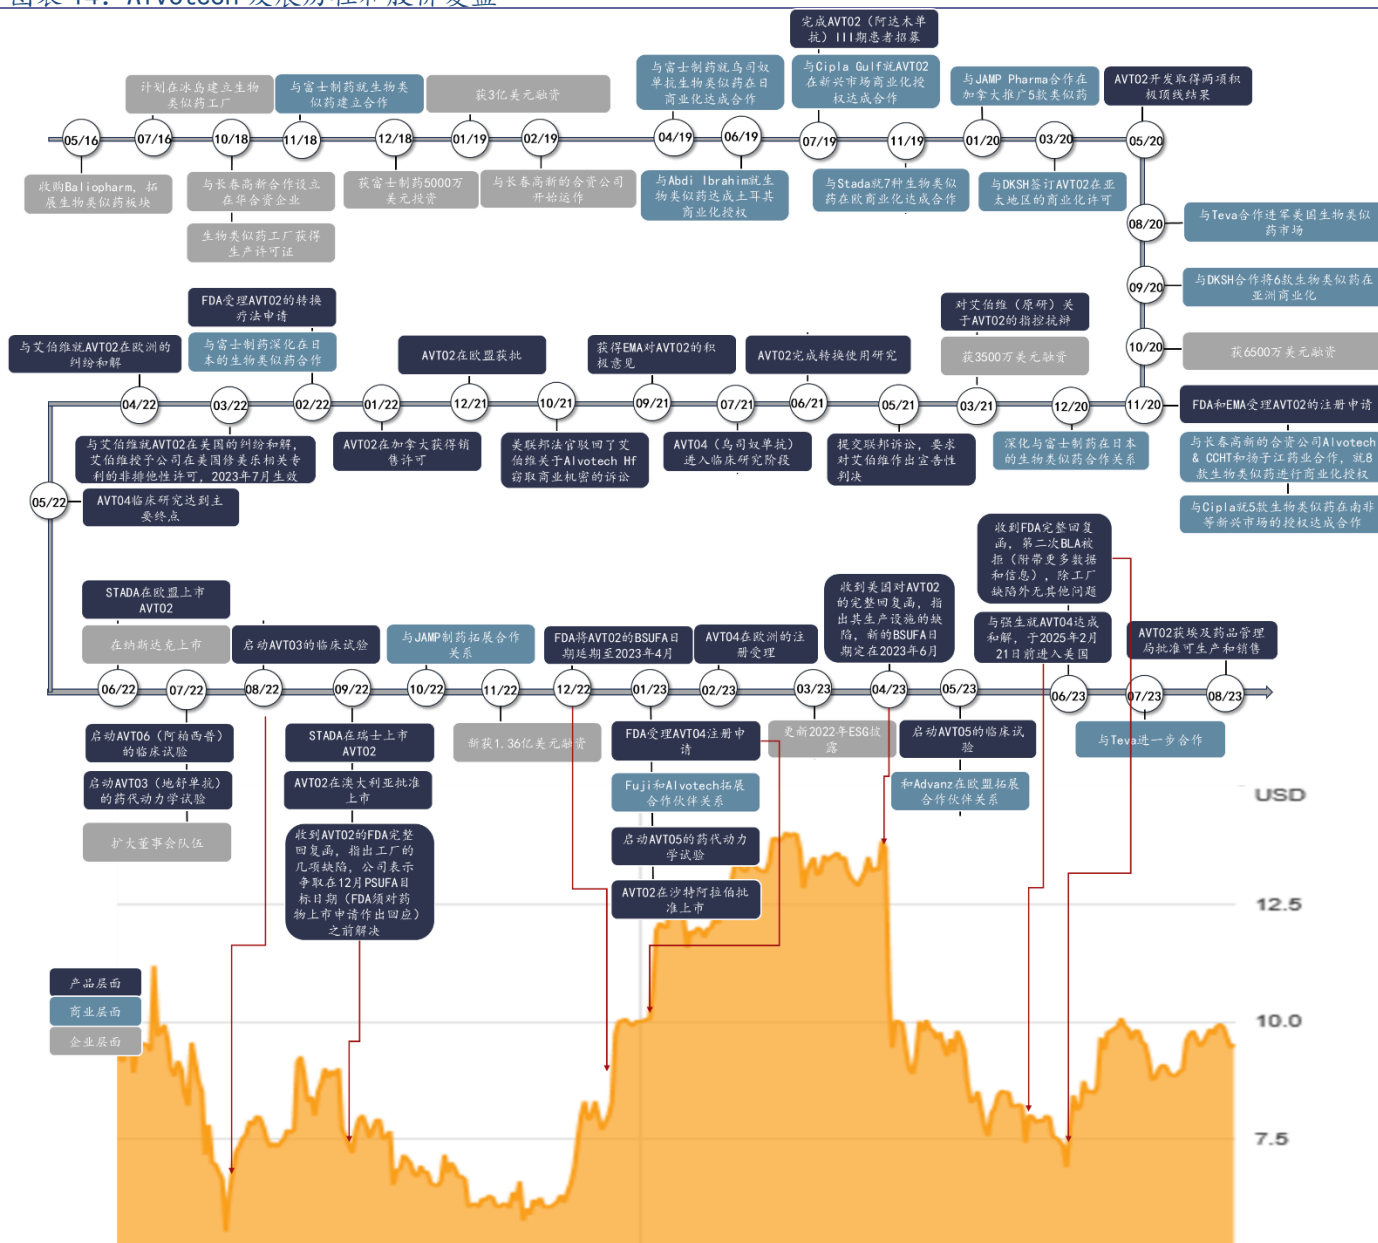 图表 14: Alvotech 发展历程和股价复盘
完成AVT02（阿达木单
抗）III期患者招募
计划在冰岛建立生物
类似药工厂
与富士制药就生物类
似药建立合作
获3亿美元融资
与富士制药就乌司奴
单抗生物类似药在日
商业化达成合作
与Cipla Gulf就AVT02
在新兴市场商业化授
权达成合作
与JAMP Pharma合作在
加拿大推广5款类似药
AVT02开发取得两项积
极顶线结果
05/16
07/16
10/18
11/18
12/18
01/19
02/19
04/19
06/19
07/19
11/19
01/20
03/20
05/20
收购Baliopharm, 拓
展生物类似药板块
与长春高新合作设立
在华合资企业
生物类似药工厂获得
生产许可证
获富士制药5000万
美元投资
与长春高新的合资公司
开始运作
与Abdi Ibrahim就生
物类似药达成土耳其
商业化授权
与Stada就7种生物类似
药在欧商业化达成合作
与DKSH签订AVT02在亚
太地区的商业化许可
08/20
与Teva合作进军美国生物类似
药市场
09/20
与DKSH合作将6款生物类似药在
亚洲商业化
10/20
获6500万美元融资
11/20
FDA和EMA受理AVT02的注册申请
与长春高新的合资公司Alvotech
& CCHT和扬子江药业合作, 就8
款生物类似药进行商业化授权
与Cipla就5款生物类似药在南非
等新兴市场的授权达成合作
与艾伯维就AVT02在欧洲的
纠纷和解
FDA受理AVT02的转换
疗法申请
与富士制药深化在日
本的生物类似药合作
AVT02在欧盟获批
获得EMA对AVT02的积
极意见
AVT02完成转换使用研究
对艾伯维（原研）关
于AVT02的指控抗辩
获3500万美元融资
04/22
03/22
02/22
01/22
12/21
10/21
09/21
07/21
06/21
05/21
03/21
12/20
与艾伯维就AVT02在美国的纠纷和解,
艾伯维授予公司在美国修美乐相关专
利的非排他性许可, 2023年7月生效
AVT02在加拿大获得销
售许可
美联邦法官驳回了艾
伯维关于Alvotech Hf
窃取商业机密的诉讼
AVT04（乌司奴单抗）
进入临床研究阶段
提交联邦诉讼, 要求
对艾伯维作出宣告性
判决
深化与富士制药在日本
的生物类似药合作关系
05/22
AVT04临床研究达到主
要终点
STADA在欧盟上市
AVT02
在纳斯达克上市
启动AVT03的临床试验
与JAMP制药拓展合作
关系
FDA将AVT02的BSUFA日
期延期至2023年4月
AVT04在欧洲的注
册受理
收到美国对AVT02
的完整回复函, 指
出其生产设施的缺
陷, 新的BSUFA日
期定在2023年6月
收到FDA完整回复
函, 第二次BLA被
拒（附带更多数据
和信息）, 除工厂
缺陷外无其他问题
与强生就AVT04达成
和解, 于2025年2月
21日前进入美国
AVT02获埃及药品管理
局批准可生产和销售
06/22
07/22
08/22
09/22
10/22
11/22
12/22
01/23
02/23
03/23
04/23
05/23
06/23
07/23
08/23
启动AVT06（阿柏西普）
的临床试验
启动AVT03（地舒单抗）
的药代动力学试验
扩大董事会队伍
STADA在瑞士上市
AVT02
AVT02在澳大利亚批准
上市
收到AVT02的FDA完整
回复函, 指出工厂的
几项缺陷, 公司表示
争取在12月PSUFA目
标日期（FDA须对药
物上市申请作出回应）
之前解决
新获1.36亿美元融资
FDA受理AVT04注册申
请
Fuji和Alvotech拓展
合作伙伴关系
启动AVT05的药代动力
学试验
AVT02在沙特阿拉伯批
准上市
更新2022年ESG披
露
启动AVT05的临床试
验
和Advanz在欧盟拓展
合作伙伴关系
与Teva进一步合作
USD
12.5
10.0
7.5
产品层面
商业层面
企业层面